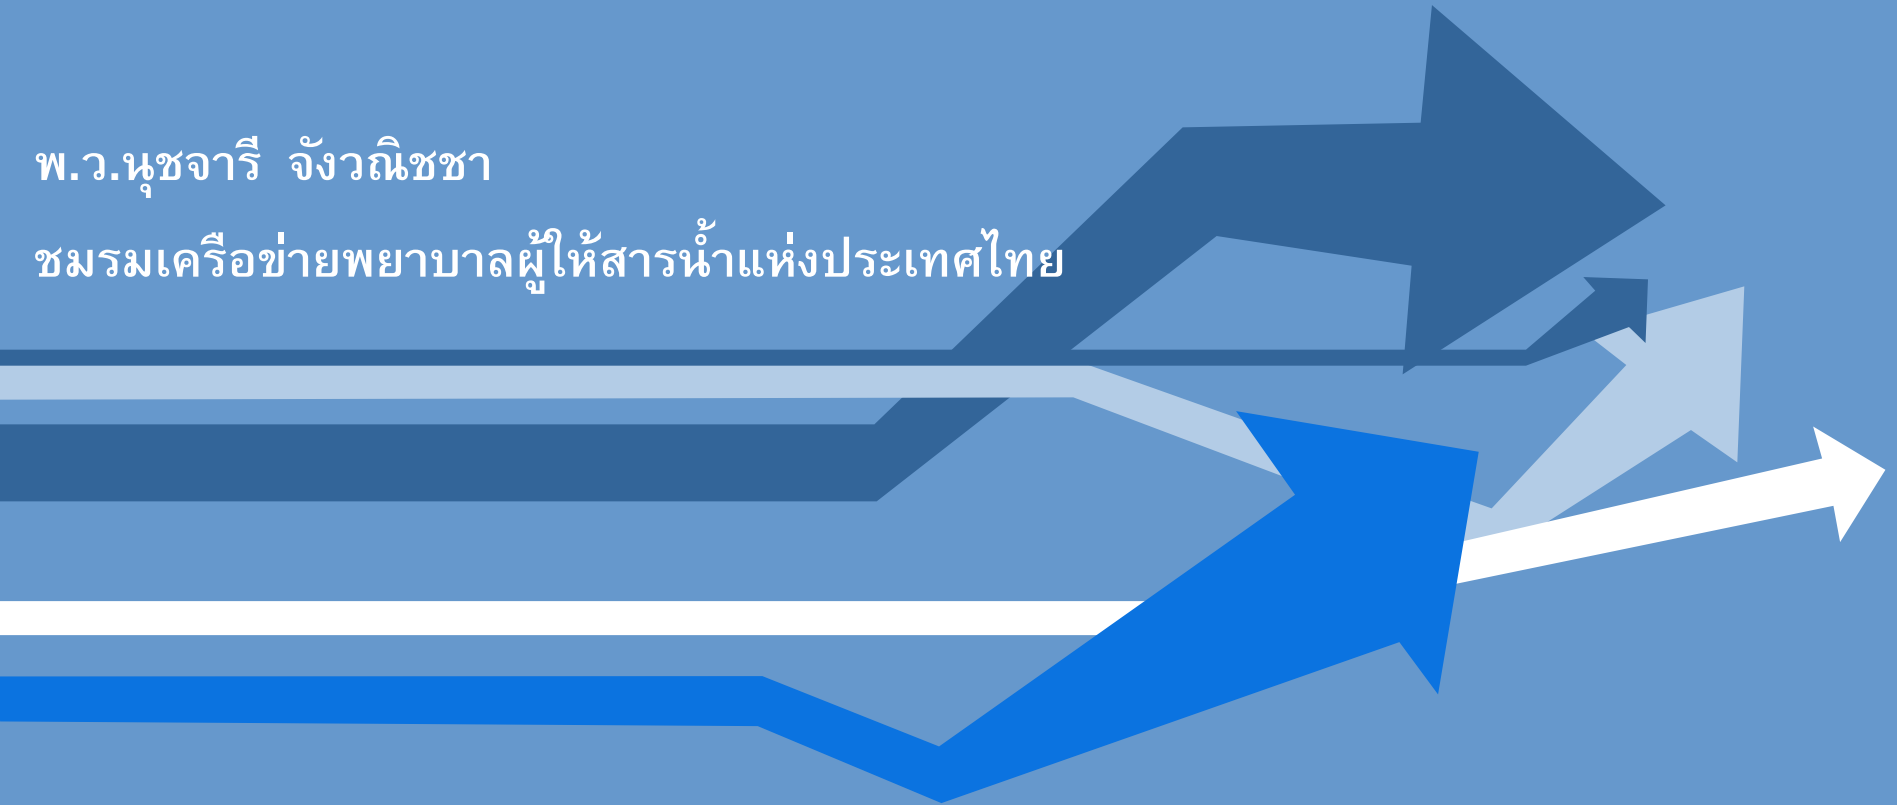 พ.ว.นุชจารี จังวณิชชา
ชมรมเครือข่ายพยาบาลผู้ให้สารน้ำแห่งประเทศไทย